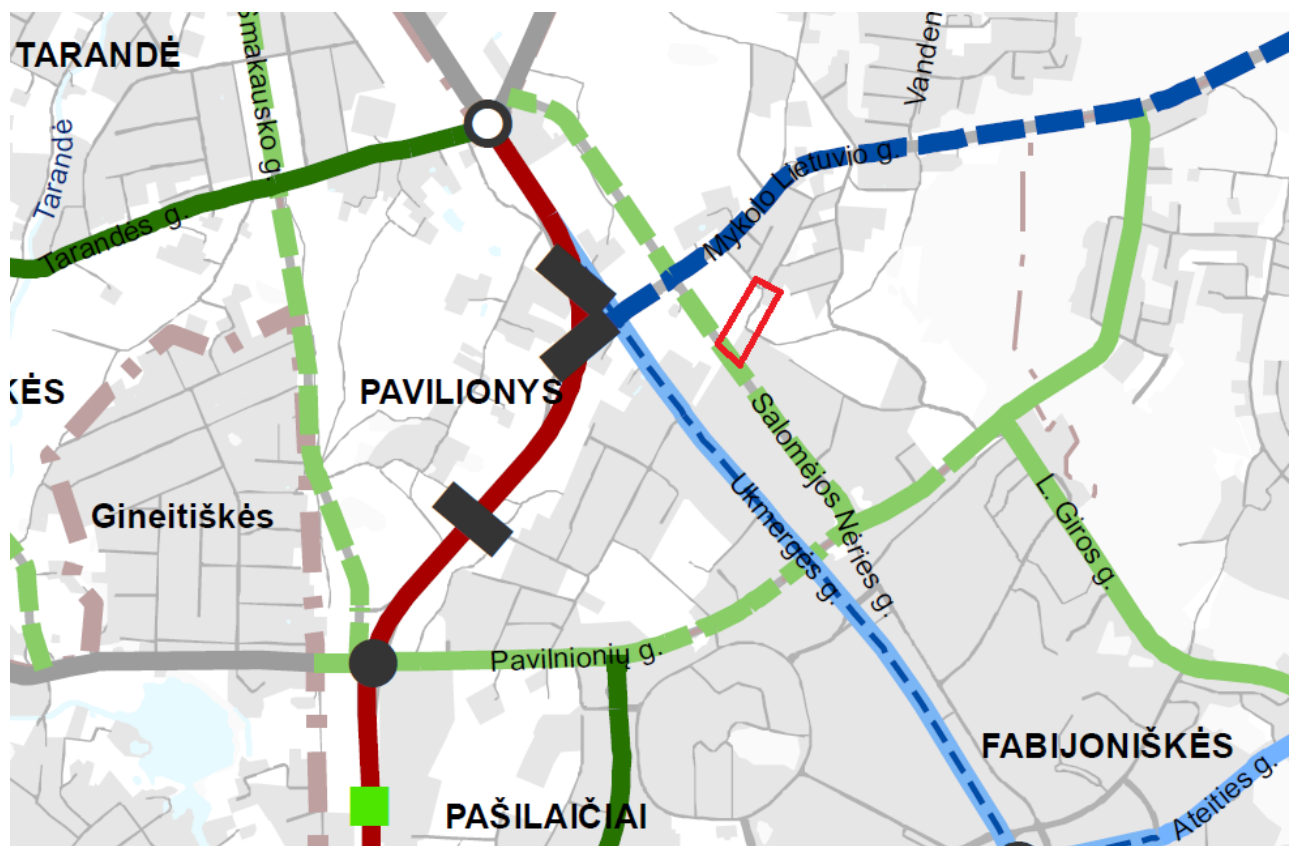 TARANDĖ
Smakausko g.
Vanden
Tarandė
Mykolo Lietuvio g.
Tarandės g.
KĖS
PAVILIONYS
Salomėjos Nėries g.
Gineitiškės
Ukmergės g.
L. Giros g.
Pavilnionių g.
FABIJONIŠKĖS
Ateities g.
PAŠILAIČIAI